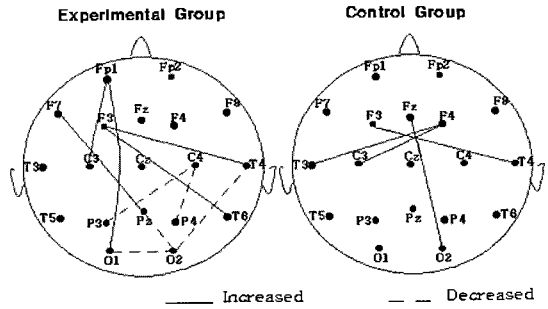 Experimental Group Control Group
Fp1 Fp2 Fp1 Fp2
F7 F3 Fz F4 F8 F7 F3 Fz F4 F8
T3 C3 Cz C4 T4 T3 C3 Cz C4 T4
T5 P3 Pz P4 T6 T5 P3 Pz P4 T6
O1 O2 O1 O2
Increased Decreased